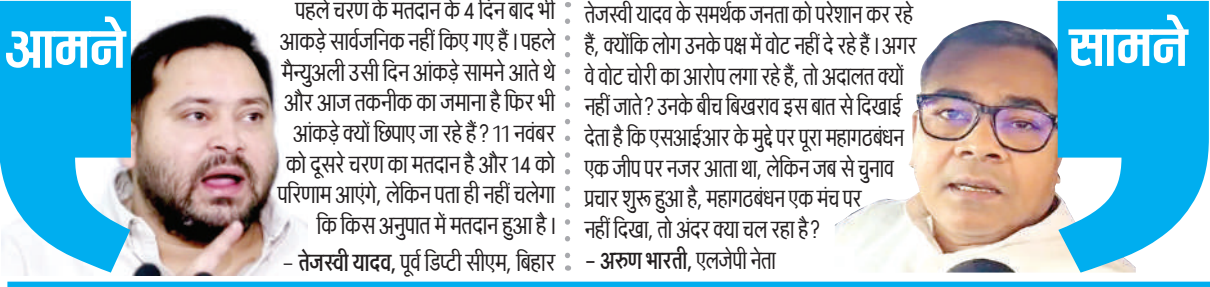 आमने
पहले चरण के मतदान के 4 दिन बाद भी
आकड़े सार्वजनिक नहीं किए गए हैं। पहले
मैन्युअली उसी दिन आंकड़े सामने आते थे
और आज तकनीक का जमाना है फिर भी
आंकड़े क्यों छिपाए जा रहे हैं? 11 नवंबर
को दूसरे चरण का मतदान है और 14 को
परिणाम आएंगे, लेकिन पता ही नहीं चलेगा
कि किस अनुपात में मतदान हुआ है।
– तेजस्वी यादव, पूर्व डिप्टी सीएम, बिहार
तेजस्वी यादव के समर्थक जनता को परेशान कर रहे
हैं, क्योंकि लोग उनके पक्ष में वोट नहीं दे रहे हैं। अगर
वे वोट चोरी का आरोप लगा रहे हैं, तो अदालत क्यों
नहीं जाते? उनके बीच बिखराव इस बात से दिखाई
देता है कि एसआईआर के मुद्दे पर पूरा महागठबंधन
एक जीप पर नजर आता था, लेकिन जब से चुनाव
प्रचार शुरू हुआ है, महागठबंधन एक मंच पर
नहीं दिखा, तो अंदर क्या चल रहा है?
– अरुण भारती, एलजेपी नेता
सामने